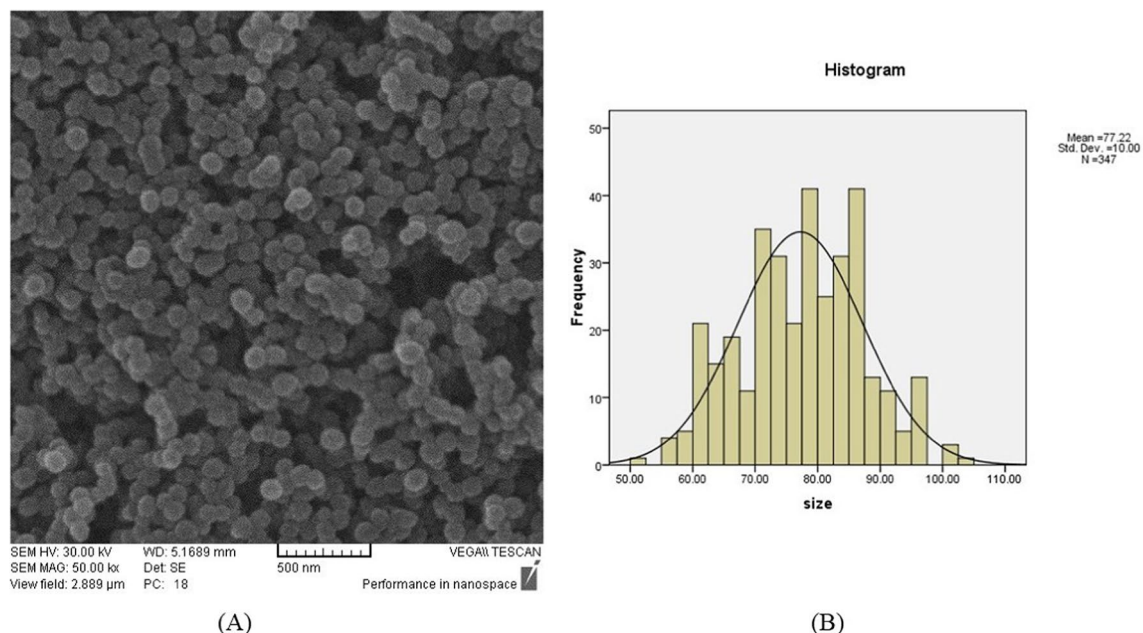 SEM HV: 30.00 kV WD: 5.1689 mm VEGA\\ TESCAN
SEM MAG: 50.00 kx Det: SE 500 nm
View field: 2.889 µm PC: 18 Performance in nanospace
(A)
Histogram
Mean =77.22
Std. Dev. =10.00
N =347
Frequency
50
40
30
20
10
0
50.00 60.00 70.00 80.00 90.00 100.00 110.00
size
(B)